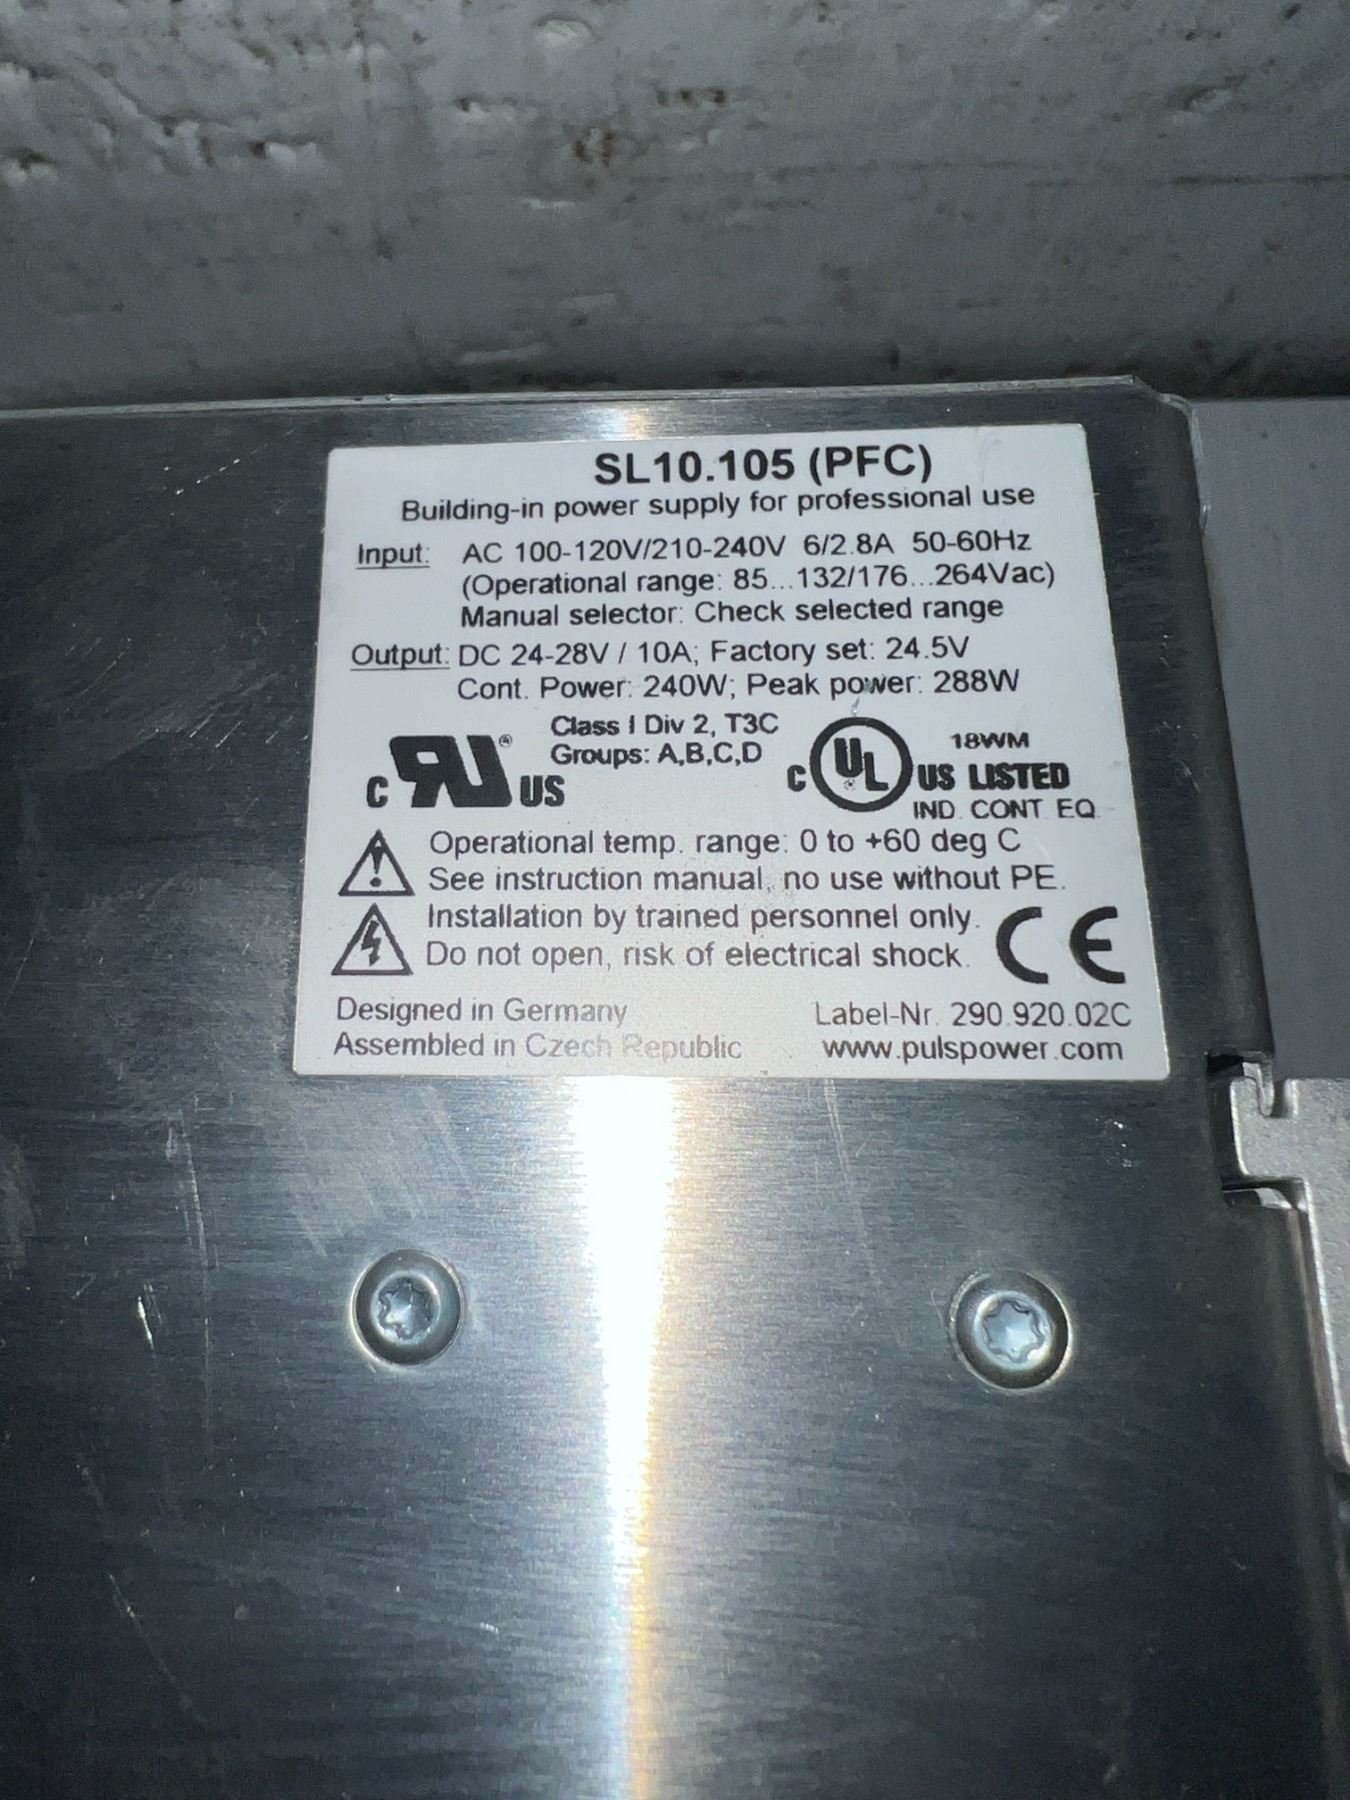 SL10.105 (PFC)
Building-in power supply for professional use
Input: AC 100-120V/210-240V 6/2.8A 50-60Hz
(Operational range: 85...132/176...264Vac)
Manual selector: Check selected range
Output: DC 24-28V / 10A; Factory set: 24.5V
Cont. Power: 240W; Peak power: 288W
Class I Div 2, T3C
Groups: A,B,C,D
C RU ® US
C UL ® US LISTED
18WM
IND. CONT. EQ.
Operational temp. range: 0 to +60 deg C
See instruction manual, no use without PE.
Installation by trained personnel only.
Do not open, risk of electrical shock.
CE
Designed in Germany
Assembled in Czech Republic
Label-Nr. 290.920.02C
www.pulspower.com